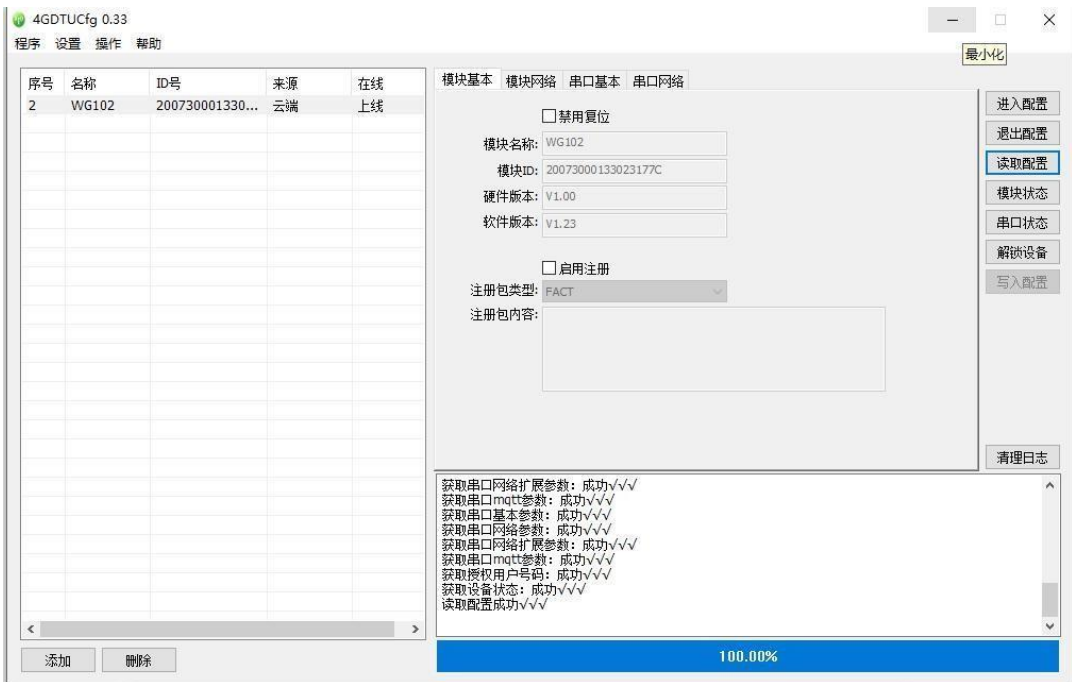 4GDTUCfg 0.33
程序 设置 操作 帮助
最小化
序号 名称 ID号 来源 在线
2 WG102 200730001330... 云端 上线
添加 删除
模块基本 模块网络 串口基本 串口网络
禁用复位
模块名称: WG102
模块ID: 20073000133023177C
硬件版本: V1.00
软件版本: V1.23
启用注册
注册包类型: FACT
注册包内容:
进入配置
退出配置
读取配置
模块状态
串口状态
解锁设备
写入配置
清理日志
获取串口网络扩展参数: 成功√√√
获取串口mqtt参数: 成功√√√
获取串口基本参数: 成功√√√
获取串口网络参数: 成功√√√
获取串口网络扩展参数: 成功√√√
获取串口mqtt参数: 成功√√√
获取授权用户号码: 成功√√√
获取设备状态: 成功√√√
读取配置成功√√√
100.00%